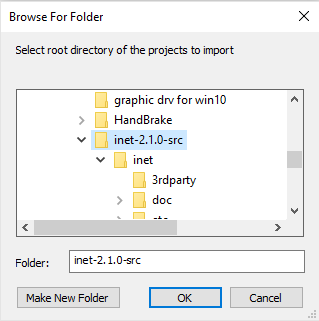 Browse For Folder
Select root directory of the projects to import
graphic drv for win10
HandBrake
inet-2.1.0-src
inet
3rdparty
doc
Folder:
inet-2.1.0-src
Make New Folder
OK
Cancel